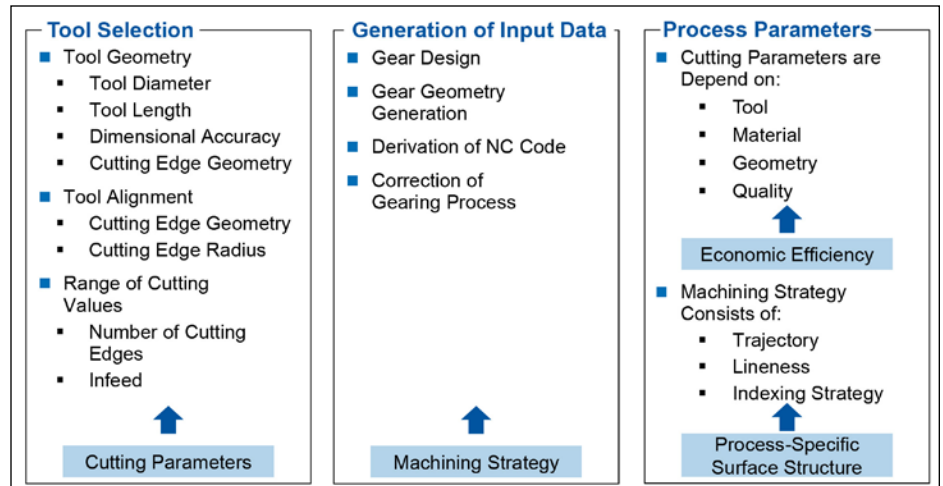 Tool Selection
Tool Geometry
Tool Diameter
Tool Length
Dimensional Accuracy
Cutting Edge Geometry
Tool Alignment
Cutting Edge Geometry
Cutting Edge Radius
Range of Cutting
Values
Number of Cutting
Edges
Infeed
Cutting Parameters
Generation of Input Data
Gear Design
Gear Geometry
Generation
Derivation of NC Code
Correction of
Gearing Process
Machining Strategy
Process Parameters
Cutting Parameters are
Depend on:
Tool
Material
Geometry
Quality
Economic Efficiency
Machining Strategy
Consists of:
Trajectory
Lineness
Indexing Strategy
Process-Specific
Surface Structure